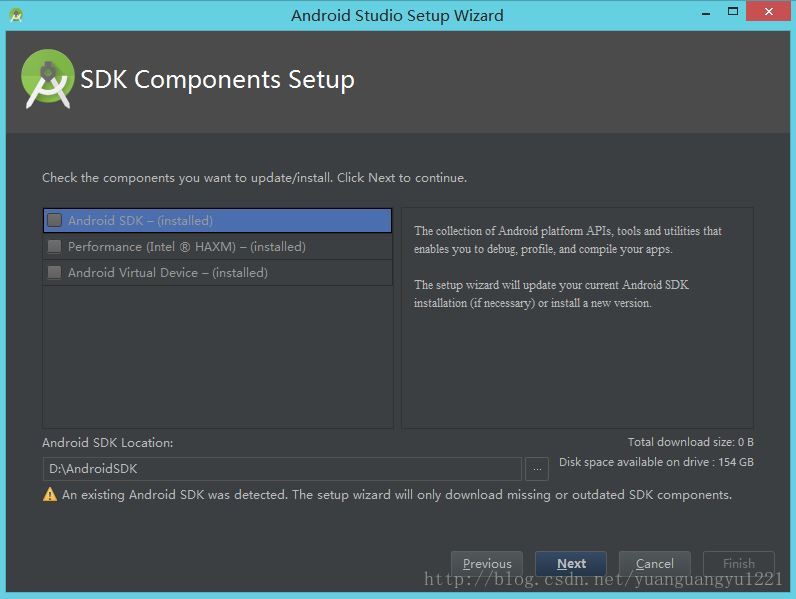 Android Studio Setup Wizard
SDK Components Setup
Check the components you want to update/install. Click Next to continue.
Android SDK – (installed)
Performance (Intel ® HAXM) – (installed)
Android Virtual Device – (installed)
The collection of Android platform APIs, tools and utilities that
enables you to debug, profile, and compile your apps.
The setup wizard will update your current Android SDK
installation (if necessary) or install a new version.
Android SDK Location:
Total download size: 0 B
D:\AndroidSDK
...
Disk space available on drive : 154 GB
An existing Android SDK was detected. The setup wizard will only download missing or outdated SDK components.
Previous Next Cancel Finish
http://blog.csdn.net/yuanguangyu1221